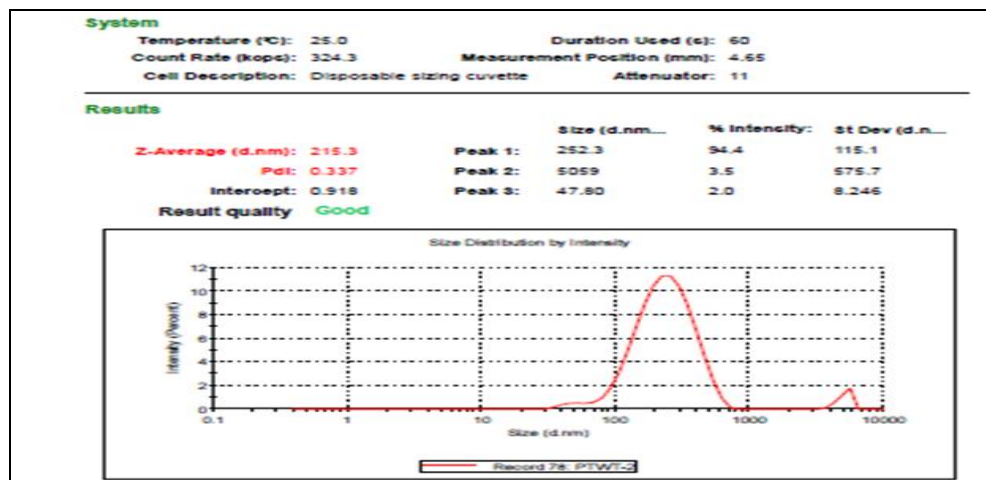 System
Temperature (ºC): 25.0 Duration Used (s): 60
Count Rate (kcps): 324.3 Measurement Position (mm): 4.65
Cell Description: Disposable sizing cuvette Attenuator: 11
Results
Size (d.nm... % Intensity: St Dev (d.n...
Z-Average (d.nm): 215.3 Peak 1: 252.3 94.4 115.1
PdI: 0.337 Peak 2: 5059 3.5 575.7
Intercept: 0.918 Peak 3: 47.80 2.0 8.246
Result quality Good
Size Distribution by Intensity
Intensity (Percent)
12
10
8
6
4
2
0
0.1 1 10 100 1000 10000
Size (d.nm)
Record 78: PTWT-2